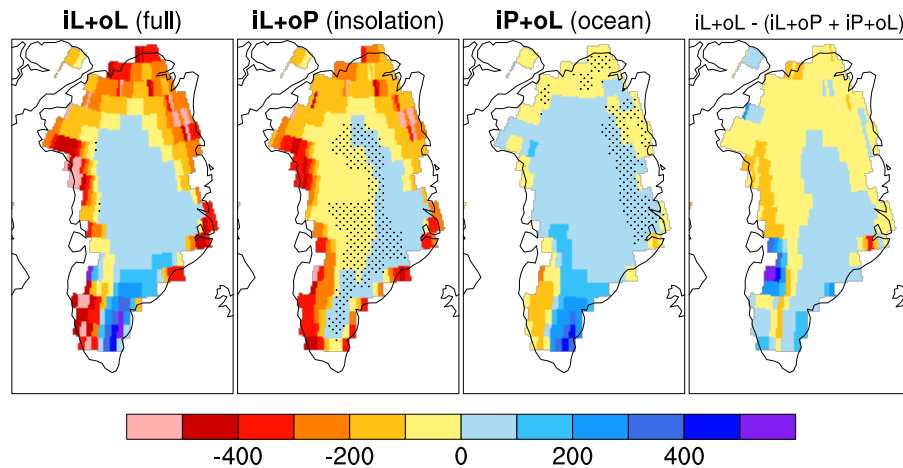 iL+oL (full)
iL+oP (insolation)
iP+oL (ocean)
iL+oL - (iL+oP + iP+oL)
-400 -200 0 200 400